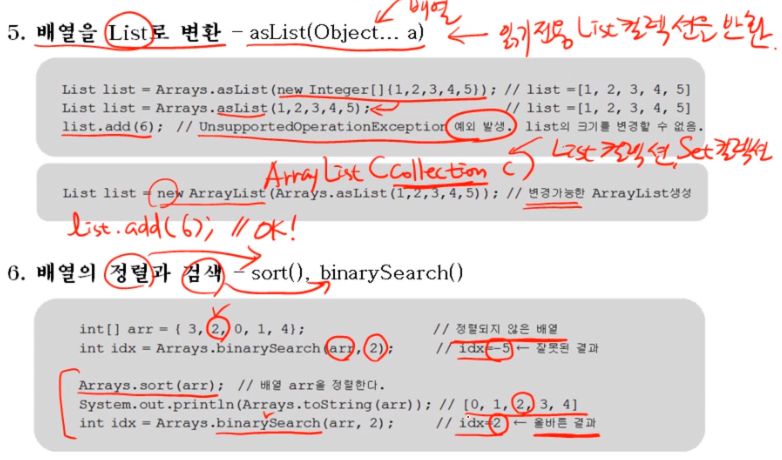 배열
5. 배열을 List로 변환 - asList(Object... a) ← 읽기전용 List 컬렉션을 반환.
List list = Arrays.asList(new Integer[]{1,2,3,4,5}); // list =[1, 2, 3, 4, 5]
List list = Arrays.asList(1,2,3,4,5); // list =[1, 2, 3, 4, 5]
list.add(6); // UnsupportedOperationException 예외 발생. list의 크기를 변경할 수 없음.
ArrayList (Collection c) List컬렉션, Set컬렉션
List list = new ArrayList(Arrays.asList(1,2,3,4,5)); // 변경가능한 ArrayList생성
list.add(6); // OK!
6. 배열의 정렬과 검색 - sort(), binarySearch()
int[] arr = { 3, 2, 0, 1, 4}; // 정렬되지 않은 배열
int idx = Arrays.binarySearch(arr, 2); // idx=-5 ← 잘못된 결과
Arrays.sort(arr); // 배열 arr을 정렬한다.
System.out.println(Arrays.toString(arr)); // [0, 1, 2, 3, 4]
int idx = Arrays.binarySearch(arr, 2); // idx=2 ← 올바른 결과